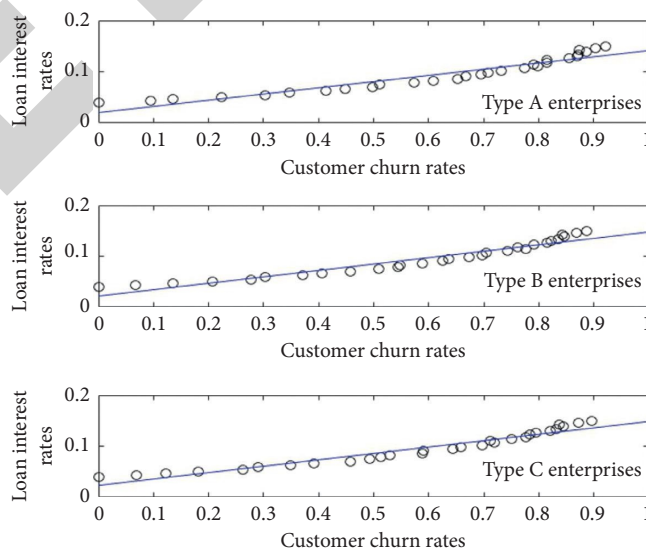 0.2
0.1
0
Loan interest
rates
Type A enterprises
0 0.1 0.2 0.3 0.4 0.5 0.6 0.7 0.8 0.9
Customer churn rates
0.2
0.1
0
Loan interest
rates
Type B enterprises
0 0.1 0.2 0.3 0.4 0.5 0.6 0.7 0.8 0.9
Customer churn rates
0.2
0.1
0
Loan interest
rates
Type C enterprises
0 0.1 0.2 0.3 0.4 0.5 0.6 0.7 0.8 0.9
Customer churn rates